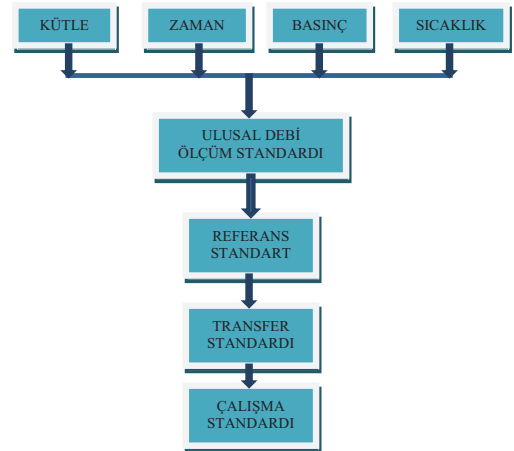 KÜTLE
ZAMAN
BASINÇ
SICAKLIK
ULUSAL DEBİ
ÖLÇÜM STANDARDI
REFERANS
STANDART
TRANSFER
STANDARDI
ÇALIŞMA
STANDARDI